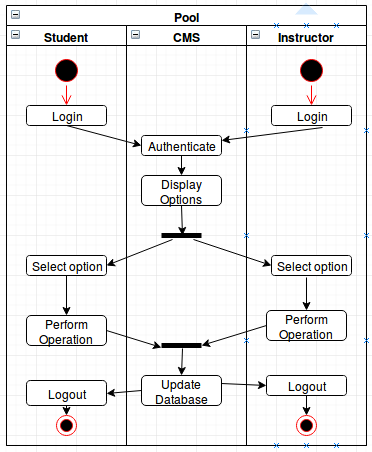 Pool
Student
CMS
Instructor
Login
Login
Authenticate
Display
Options
Select option
Select option
Perform
Operation
Perform
Operation
Logout
Update
Database
Logout